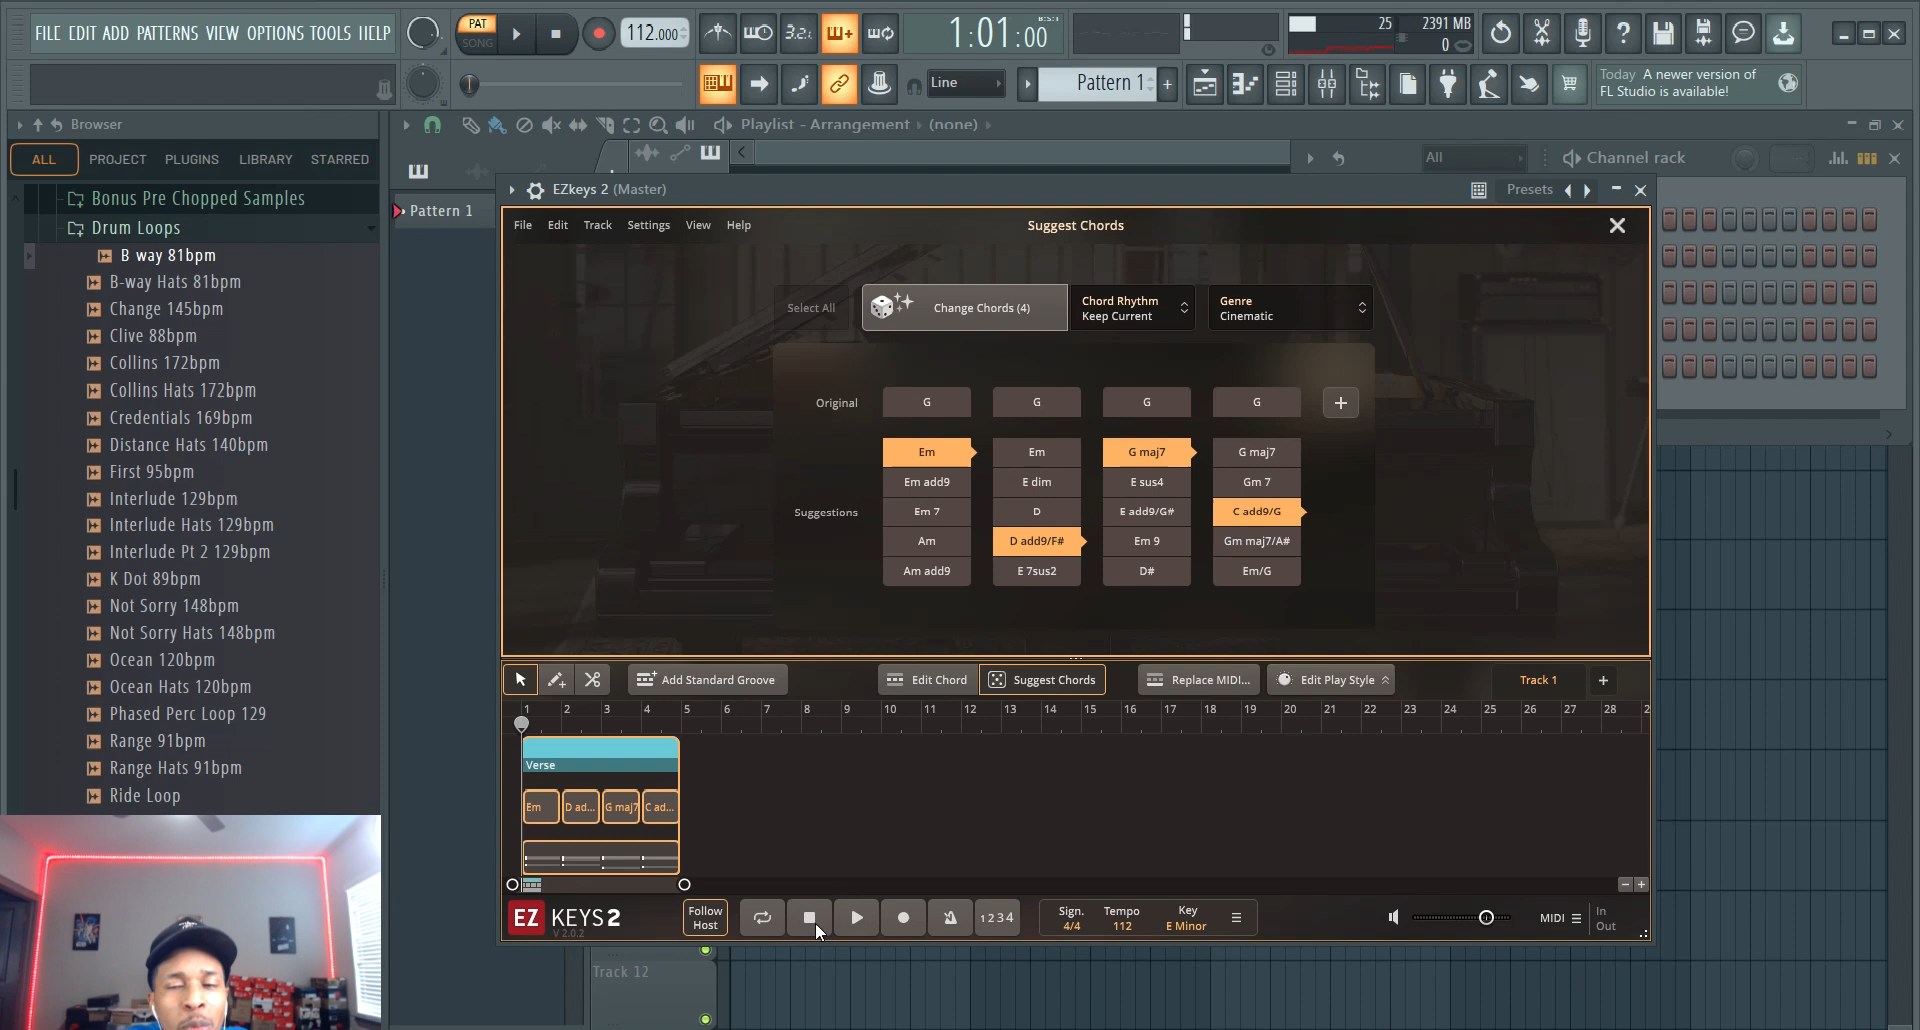 FILE EDIT ADD PATTERNS VIEW OPTIONS TOOLS HELP
PAT
SONG
112.000
3.2.
1:01:00
B:S:T
25
2391 MB
0
Line
Pattern 1
Today A newer version of
FL Studio is available!
Browser
Playlist - Arrangement (none)
ALL PROJECT PLUGINS LIBRARY STARRED
All
Channel rack
Bonus Pre Chopped Samples
Drum Loops
B way 81bpm
B-way Hats 81bpm
Change 145bpm
Clive 88bpm
Collins 172bpm
Collins Hats 172bpm
Credentials 169bpm
Distance Hats 140bpm
First 95bpm
Interlude 129bpm
Interlude Hats 129bpm
Interlude Pt 2 129bpm
K Dot 89bpm
Not Sorry 148bpm
Not Sorry Hats 148bpm
Ocean 120bpm
Ocean Hats 120bpm
Phased Perc Loop 129
Range 91bpm
Range Hats 91bpm
Ride Loop
Pattern 1
EZkeys 2 (Master)
Presets
File Edit Track Settings View Help
Suggest Chords
Select All
Change Chords (4)
Chord Rhythm
Keep Current
Genre
Cinematic
Original G G G G +
Em Em G maj7 G maj7
Em add9 E dim E sus4 Gm 7
Suggestions Em 7 D E add9/G# C add9/G
Am D add9/F# Em 9 Gm maj7/A#
Am add9 E 7sus2 D# Em/G
Add Standard Groove
Edit Chord
Suggest Chords
Replace MIDI...
Edit Play Style
Track 1
+
1 2 3 4 5 6 7 8 9 10 11 12 13 14 15 16 17 18 19 20 21 22 23 24 25 26 27 28 2
Verse
Em D ad... G maj7 C ad...
EZ KEYS 2
V 2.0.2
Follow
Host
1 2 3 4
Sign. Tempo Key
4/4 112 E Minor
MIDI
In
Out
Track 12